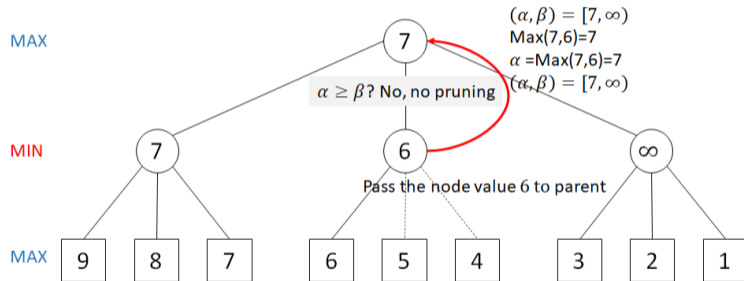 (α, β) = [7, ∞)
Max(7,6)=7
α =Max(7,6)=7
(α, β) = [7, ∞)
MAX
7
α ≥ β? No, no pruning
MIN
7
6
∞
Pass the node value 6 to parent
MAX
9
8
7
6
5
4
3
2
1